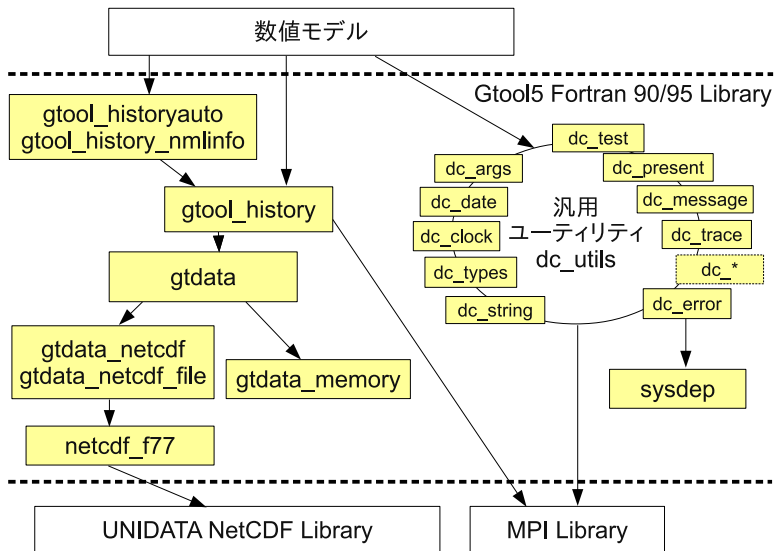 数値モデル
Gtool5 Fortran 90/95 Library
gtool_historyauto
gtool_history_nmlinfo
gtool_history
gtdata
gtdata_netcdf
gtdata_netcdf_file
gtdata_memory
netcdf_f77
dc_test
dc_args
dc_present
dc_date
dc_message
dc_clock
dc_trace
dc_types
dc_*
dc_string
dc_error
汎用
ユーティリティ
dc_utils
sysdep
UNIDATA NetCDF Library
MPI Library